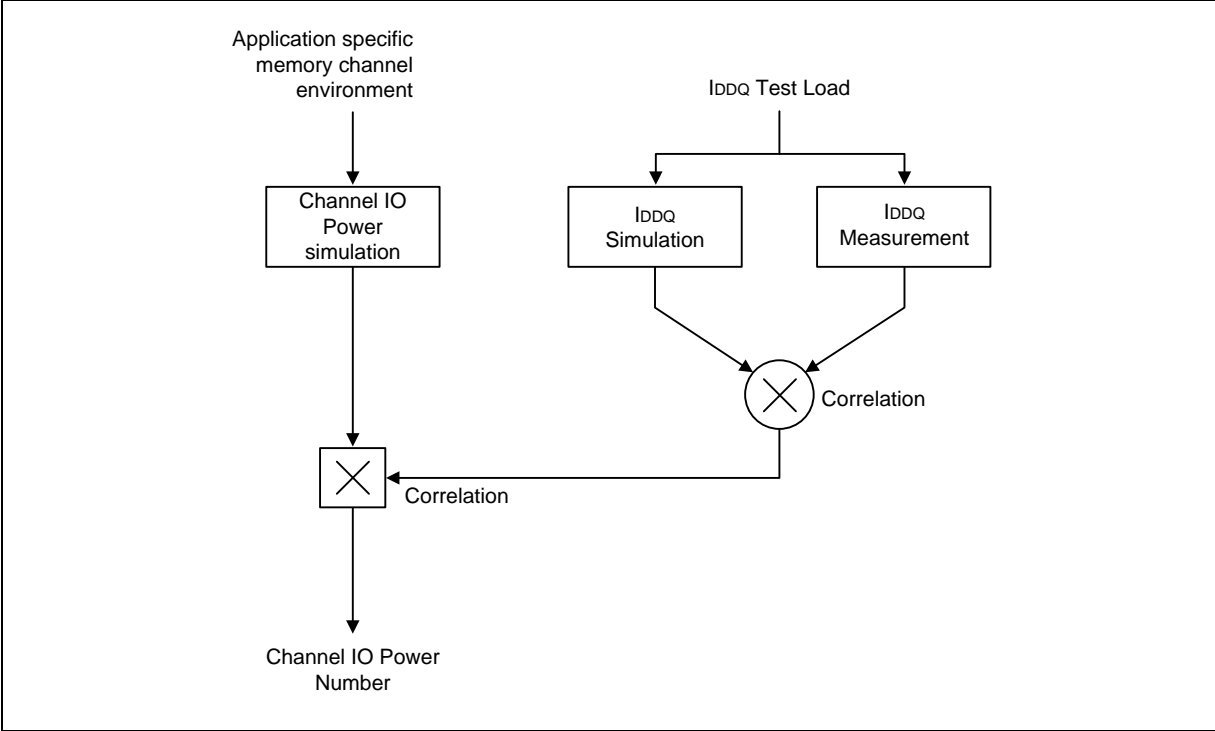 Application specific
memory channel
environment
IDDQ Test Load
Channel IO
Power
simulation
IDDQ
Simulation
IDDQ
Measurement
Correlation
Correlation
Channel IO Power
Number